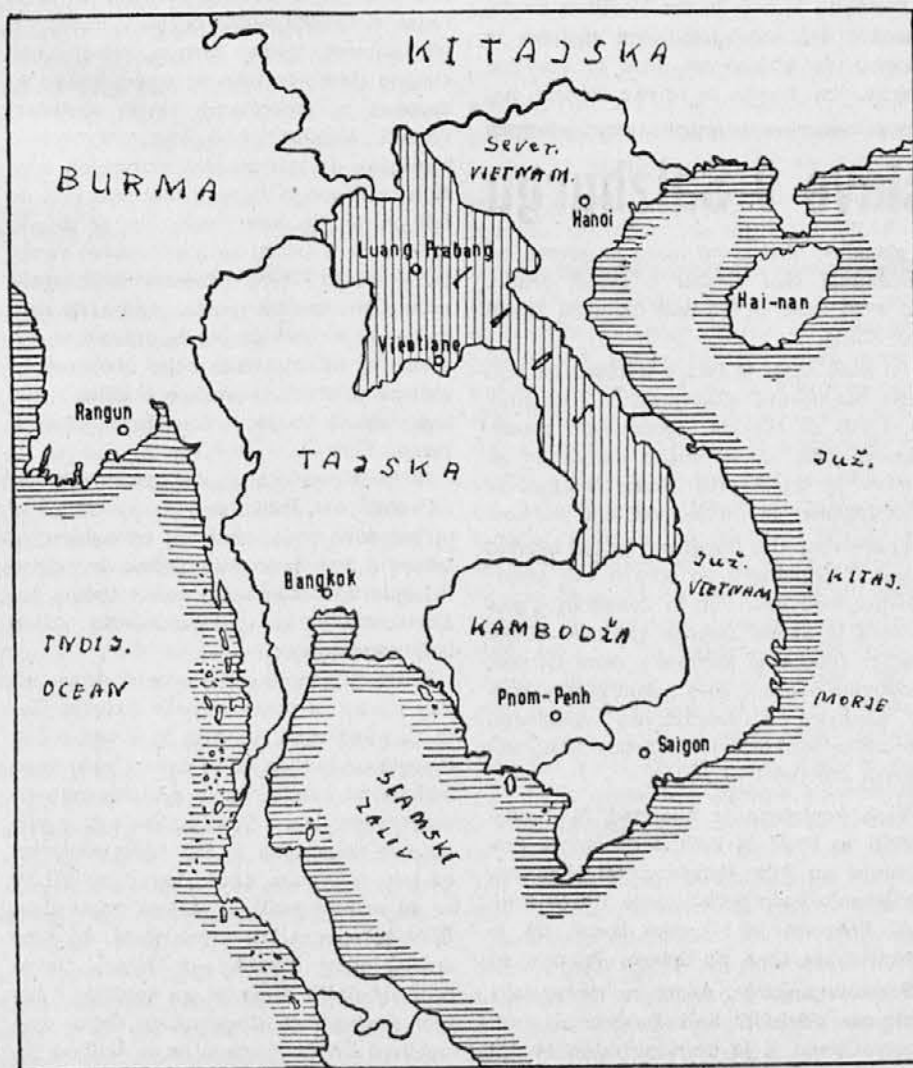 KITAJSKA
Sever.
VIETNAM.
BURMA
Hanoi
Luang Prabang
Hai-nan
Vientiane
Rangun
TAJSKA
Juž.
Bangkok
Juž.
VIETNAM
KITAJ.
KAMBODŽA
INDIJ.
OCEAN
Pnom-Penh
MORJE
Saigon
SIAMSKI
ZALIV